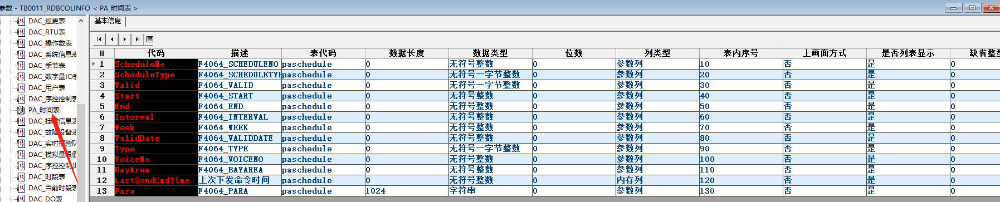 参数 - TB0011_RDBCOLINFO < PA_时间表 >
DAC_巡更表
DAC_RTU表
DAC_操作数表
DAC_系统信息表
DAC_季节表
DAC_数字量IO表
DAC_用户表
DAC_序控控制表
PA_时间表
DAC_挂牌信息表
DAC_故障设备表
DAC_实时报警队
DAC_模拟量限值
DAC_序控控制步
DAC_时段表
DAC_当前时段表
DAC_DO表
基本信息
H 代码 描述 表代码 数据长度 数据类型 位数 列类型 表内序号 上画面方式 是否列表显示 缺省整型
1 ScheduleNo F4064_SCHEDULENO paschedule 0 无符号整数 0 参数列 10 否 是 0
2 ScheduleType F4064_SCHEDULETYP paschedule 0 无符号一字节整数 0 参数列 20 否 是 0
3 Valid F4064_VALID paschedule 0 无符号一字节整数 0 参数列 30 否 是 0
4 Start F4064_START paschedule 0 无符号整数 0 参数列 40 否 是 0
5 End F4064_END paschedule 0 无符号整数 0 参数列 50 否 是 0
6 Interval F4064_INTERVAL paschedule 0 无符号整数 0 参数列 60 否 是 0
7 Week F4064_WEEK paschedule 0 无符号整数 0 参数列 70 否 是 0
8 ValidDate F4064_VALIDDATE paschedule 0 无符号整数 0 参数列 80 否 是 0
9 Type F4064_TYPE paschedule 0 无符号一字节整数 0 参数列 90 否 是 0
10 VoiceNo F4064_VOICENO paschedule 0 无符号整数 0 参数列 100 否 是 0
11 BayArea F4064_BAYAREA paschedule 0 无符号整数 0 参数列 110 否 是 0
12 LastSendCmdTime 上次下发命令时间 paschedule 0 无符号整数 0 内存列 120 否 是 0
13 Para F4064_PARA paschedule 1024 字符串 0 参数列 130 否 是 0